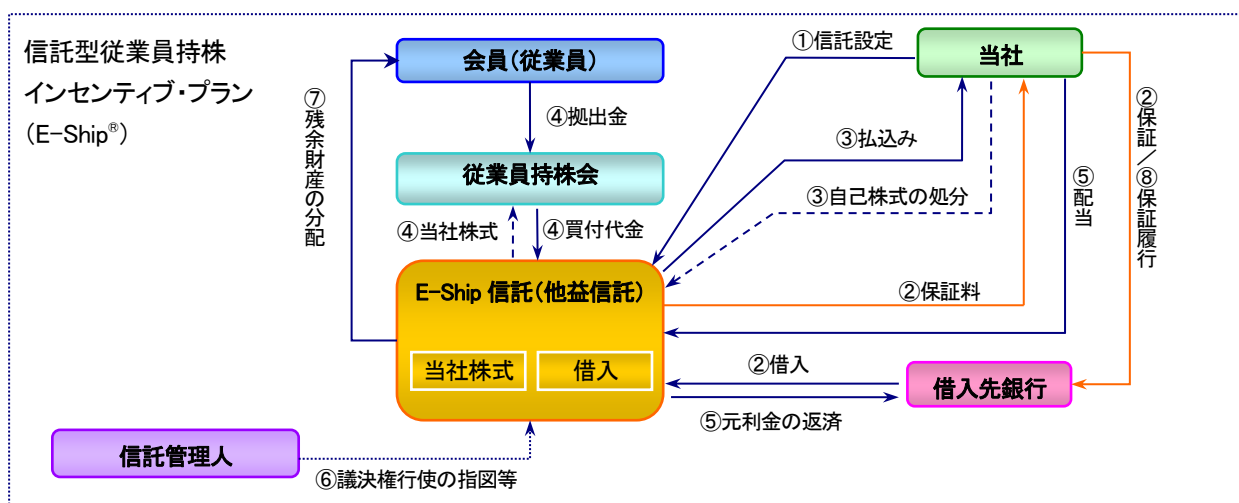 信託型従業員持株
インセンティブ・プラン
(E-Ship®)
会員(従業員)
①信託設定
当社
⑦残余財産の分配
④拠出金
③払込み
②保証/⑧保証履行
従業員持株会
⑤配当
③自己株式の処分
④当社株式
④買付代金
E-Ship 信託(他益信託)
②保証料
当社株式
借入
②借入
借入先銀行
⑤元利金の返済
信託管理人
⑥議決権行使の指図等